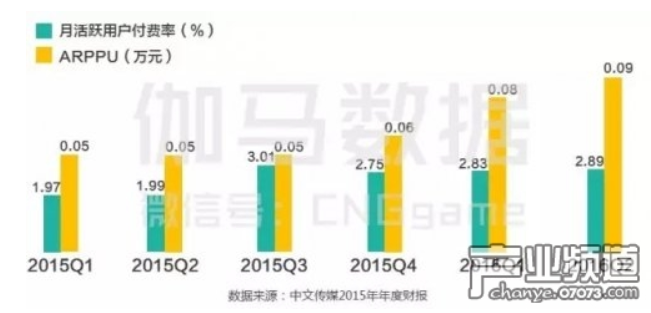 月活跃用户付费率（%）
ARPPU（万元）
1.97 0.05 1.99 0.05 3.01 0.05 2.75 0.06 2.83 0.08 2.89 0.09
伽马数据
微信号：CNGgame
2015Q1 2015Q2 2015Q3 2015Q4 2016Q1 2016Q2
产业频道
chanye.07073.com
数据来源：中文传媒2015年年度财报